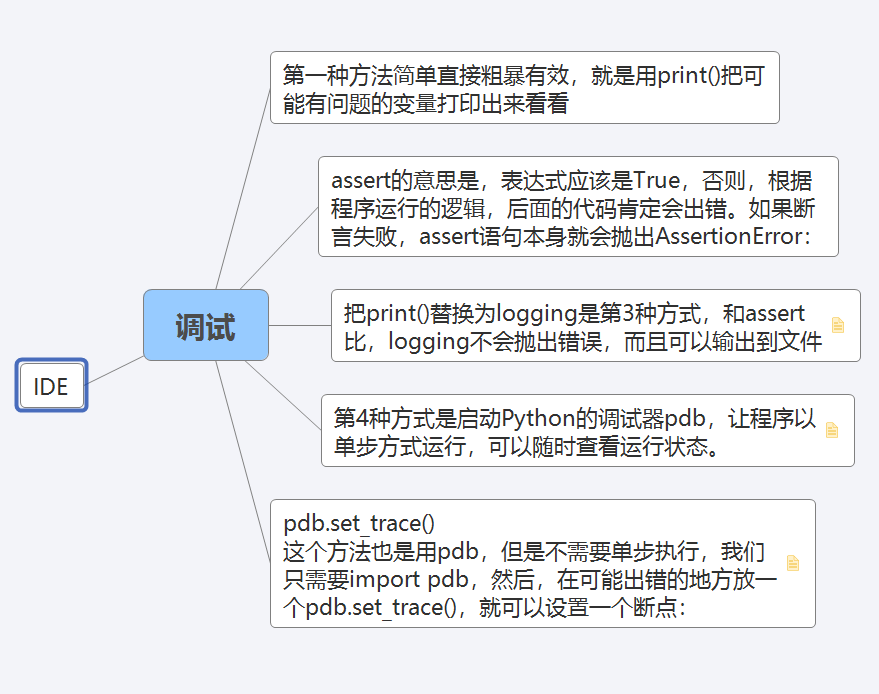 第一种方法简单直接粗暴有效，就是用print()把可
能有问题的变量打印出来看看
assert的意思是，表达式应该是True，否则，根据
程序运行的逻辑，后面的代码肯定会出错。如果断
言失败，assert语句本身就会抛出AssertionError：
调试
把print()替换为logging是第3种方式，和assert
比，logging不会抛出错误，而且可以输出到文件
IDE
第4种方式是启动Python的调试器pdb，让程序以
单步方式运行，可以随时查看运行状态。
pdb.set_trace()
这个方法也是用pdb，但是不需要单步执行，我们
只需要import pdb，然后，在可能出错的地方放一
个pdb.set_trace()，就可以设置一个断点：